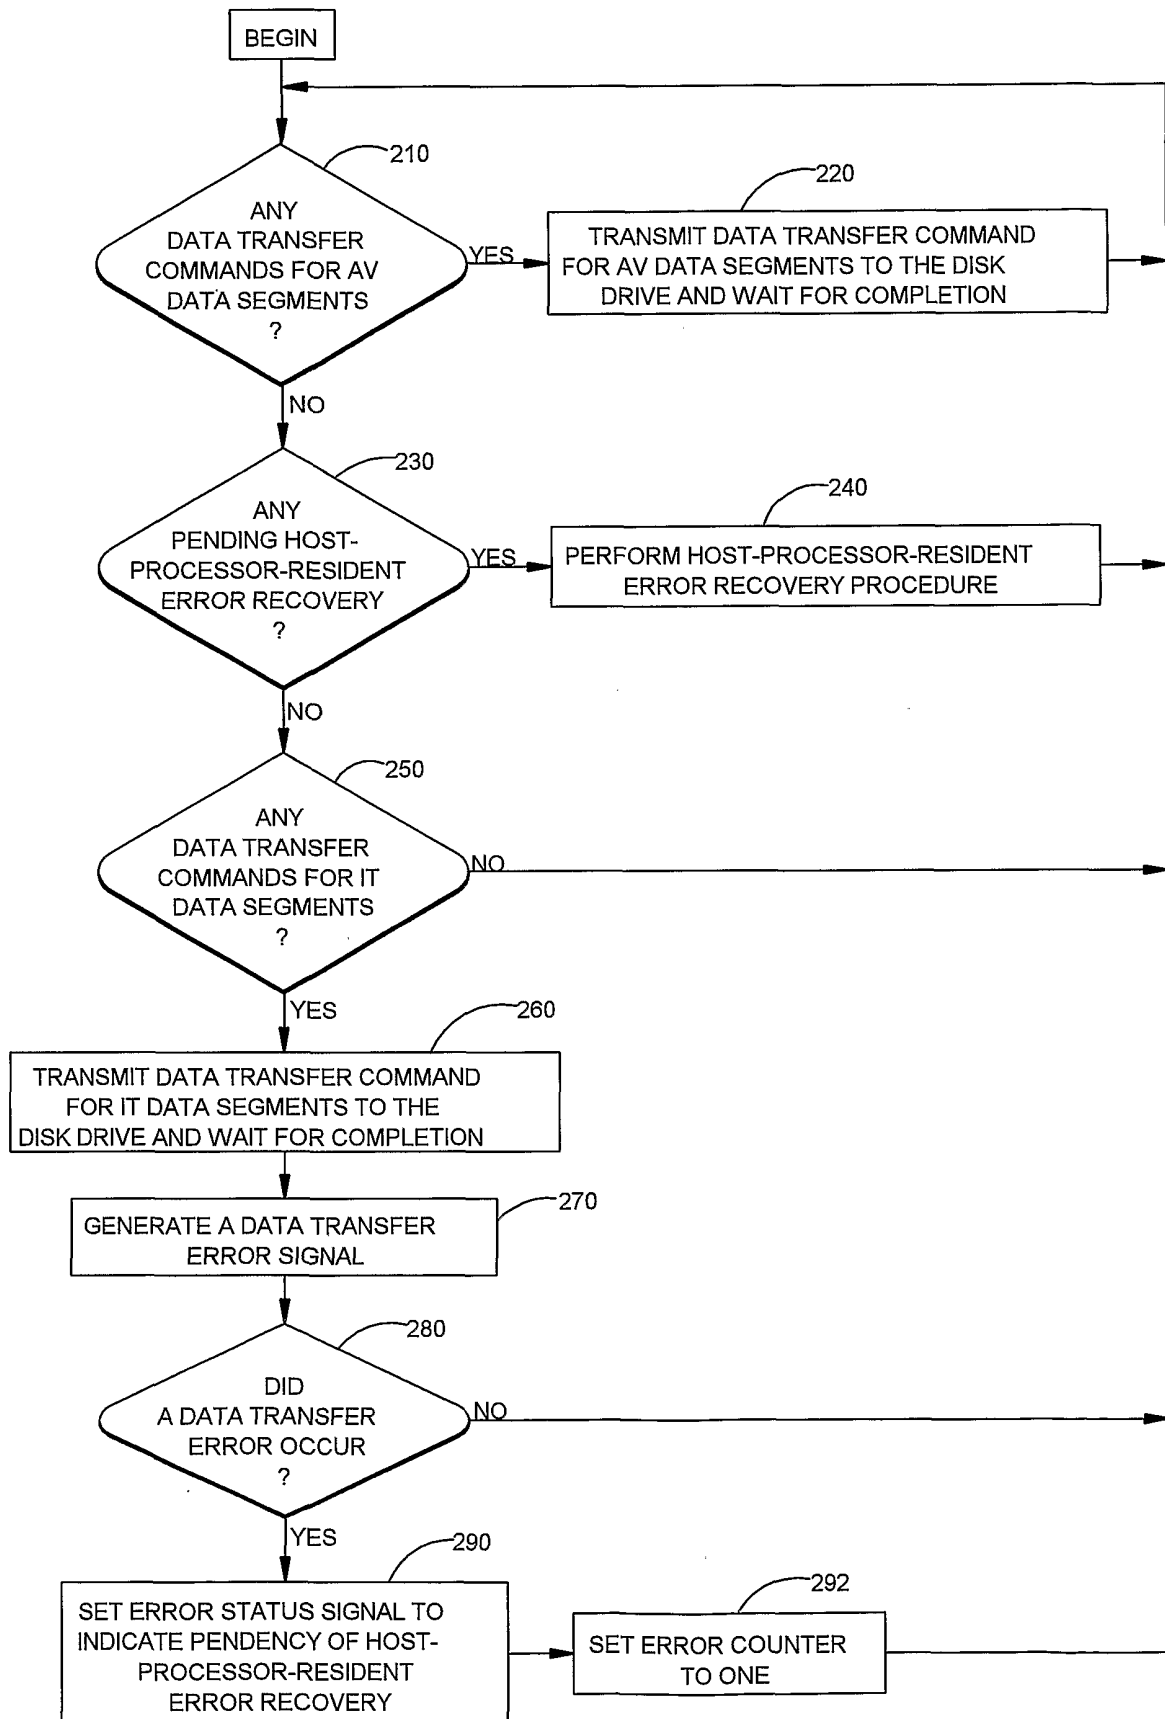 BEGIN
210
ANY
DATA TRANSFER
COMMANDS FOR AV
DATA SEGMENTS
?
YES
220
TRANSMIT DATA TRANSFER COMMAND
FOR AV DATA SEGMENTS TO THE DISK
DRIVE AND WAIT FOR COMPLETION
NO
230
ANY
PENDING HOST-
PROCESSOR-RESIDENT
ERROR RECOVERY
?
YES
240
PERFORM HOST-PROCESSOR-RESIDENT
ERROR RECOVERY PROCEDURE
NO
250
ANY
DATA TRANSFER
COMMANDS FOR IT
DATA SEGMENTS
?
NO
YES
260
TRANSMIT DATA TRANSFER COMMAND
FOR IT DATA SEGMENTS TO THE
DISK DRIVE AND WAIT FOR COMPLETION
270
GENERATE A DATA TRANSFER
ERROR SIGNAL
280
DID
A DATA TRANSFER
ERROR OCCUR
?
NO
YES
290
SET ERROR STATUS SIGNAL TO
INDICATE PENDENCY OF HOST-
PROCESSOR-RESIDENT
ERROR RECOVERY
292
SET ERROR COUNTER
TO ONE